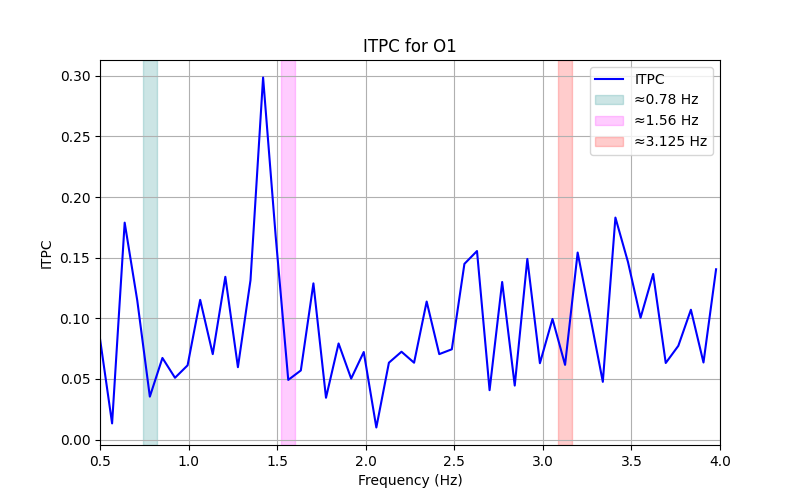 ITPC for O1
ITPC
≈0.78 Hz
≈1.56 Hz
≈3.125 Hz
0.30
0.25
0.20
0.15
0.10
0.05
0.00
ITPC
0.5 1.0 1.5 2.0 2.5 3.0 3.5 4.0
Frequency (Hz)